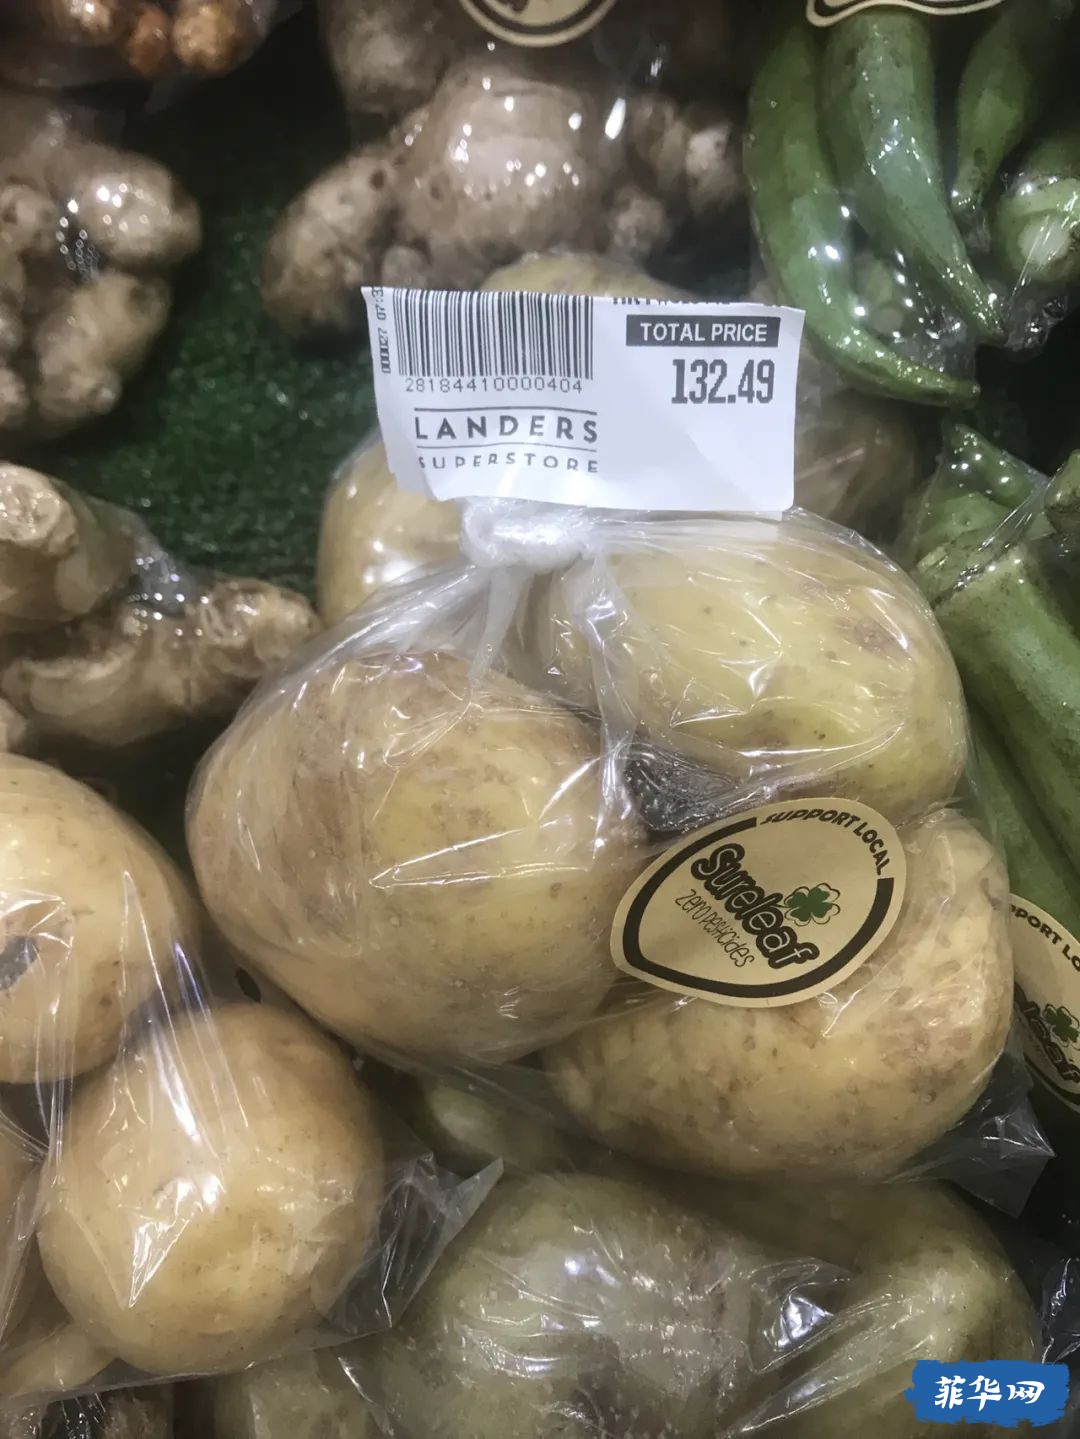 TOTAL PRICE
132.49
28184410000404
LANDERS
SUPERSTORE
SUPPORT LOCAL
Sureleaf
zero pesticides
菲华网